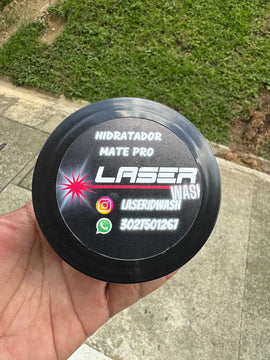 HIDRATADOR
MATE PRO
LASER
WASH
LASERIDWASH
3027501267